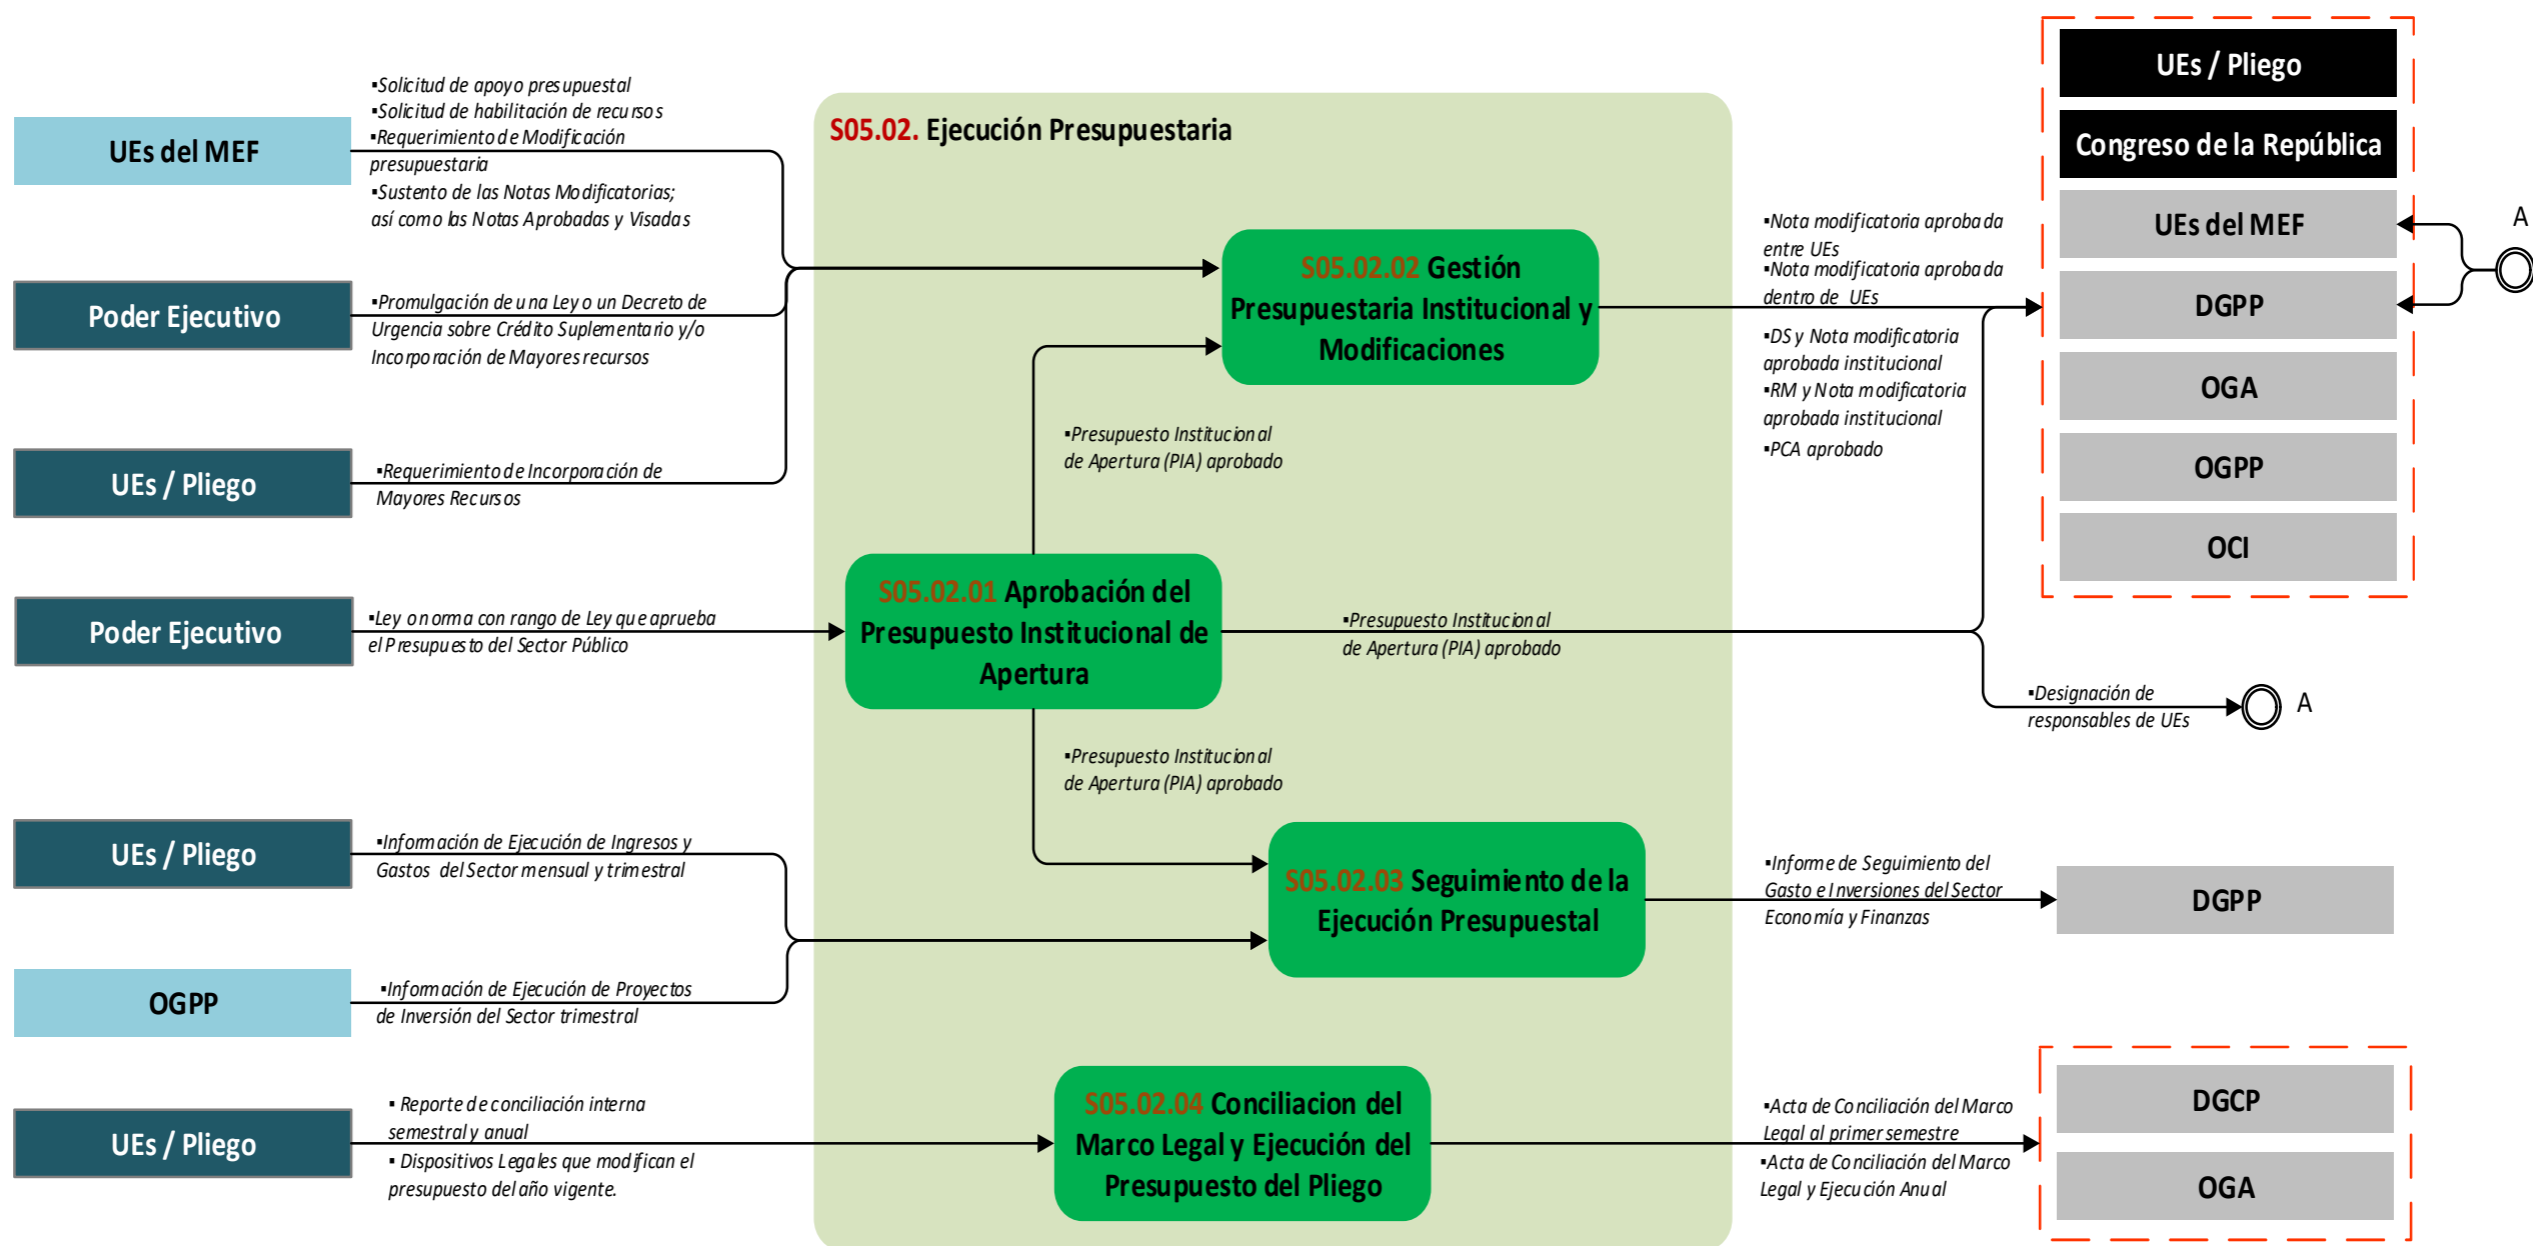 UEs del MEF
▪Solicitud de apoyo presupuestal
▪Solicitud de habilitación de recursos
▪Requerimiento de Modificación
presupuestaria
▪Sustento de las Notas Modificatorias;
así como las Notas Aprobadas y Visadas
Poder Ejecutivo
▪Promulgación de una Ley o un Decreto de
Urgencia sobre Crédito Suplementario y/o
Incorporación de Mayores recursos
UEs / Pliego
▪Requerimiento de Incorporación de
Mayores Recursos
Poder Ejecutivo
▪Ley o norma con rango de Ley que aprueba
el Presupuesto del Sector Público
UEs / Pliego
▪Información de Ejecución de Ingresos y
Gastos del Sector mensual y trimestral
OGPP
▪Información de Ejecución de Proyectos
de Inversión del Sector trimestral
UEs / Pliego
▪ Reporte de conciliación interna
semestral y anual
▪ Dispositivos Legales que modifican el
presupuesto del año vigente.
S05.02. Ejecución Presupuestaria
S05.02.02 Gestión
Presupuestaria Institucional y
Modificaciones
▪Presupuesto Institucional
de Apertura (PIA) aprobado
S05.02.01 Aprobación del
Presupuesto Institucional de
Apertura
▪Presupuesto Institucional
de Apertura (PIA) aprobado
▪Presupuesto Institucional
de Apertura (PIA) aprobado
S05.02.03 Seguimiento de la
Ejecución Presupuestal
S05.02.04 Conciliacion del
Marco Legal y Ejecución del
Presupuesto del Pliego
▪Nota modificatoria aprobada
entre UEs
▪Nota modificatoria aprobada
dentro de UEs
▪DS y Nota modificatoria
aprobada institucional
▪RM y Nota modificatoria
aprobada institucional
▪PCA aprobado
▪Designación de
responsables de UEs
A
▪Informe de Seguimiento del
Gasto e Inversiones del Sector
Economía y Finanzas
▪Acta de Conciliación del Marco
Legal al primer semestre
▪Acta de Conciliación del Marco
Legal y Ejecución Anual
UEs / Pliego
Congreso de la República
UEs del MEF
A
DGPP
OGA
OGPP
OCI
DGPP
DGCP
OGA